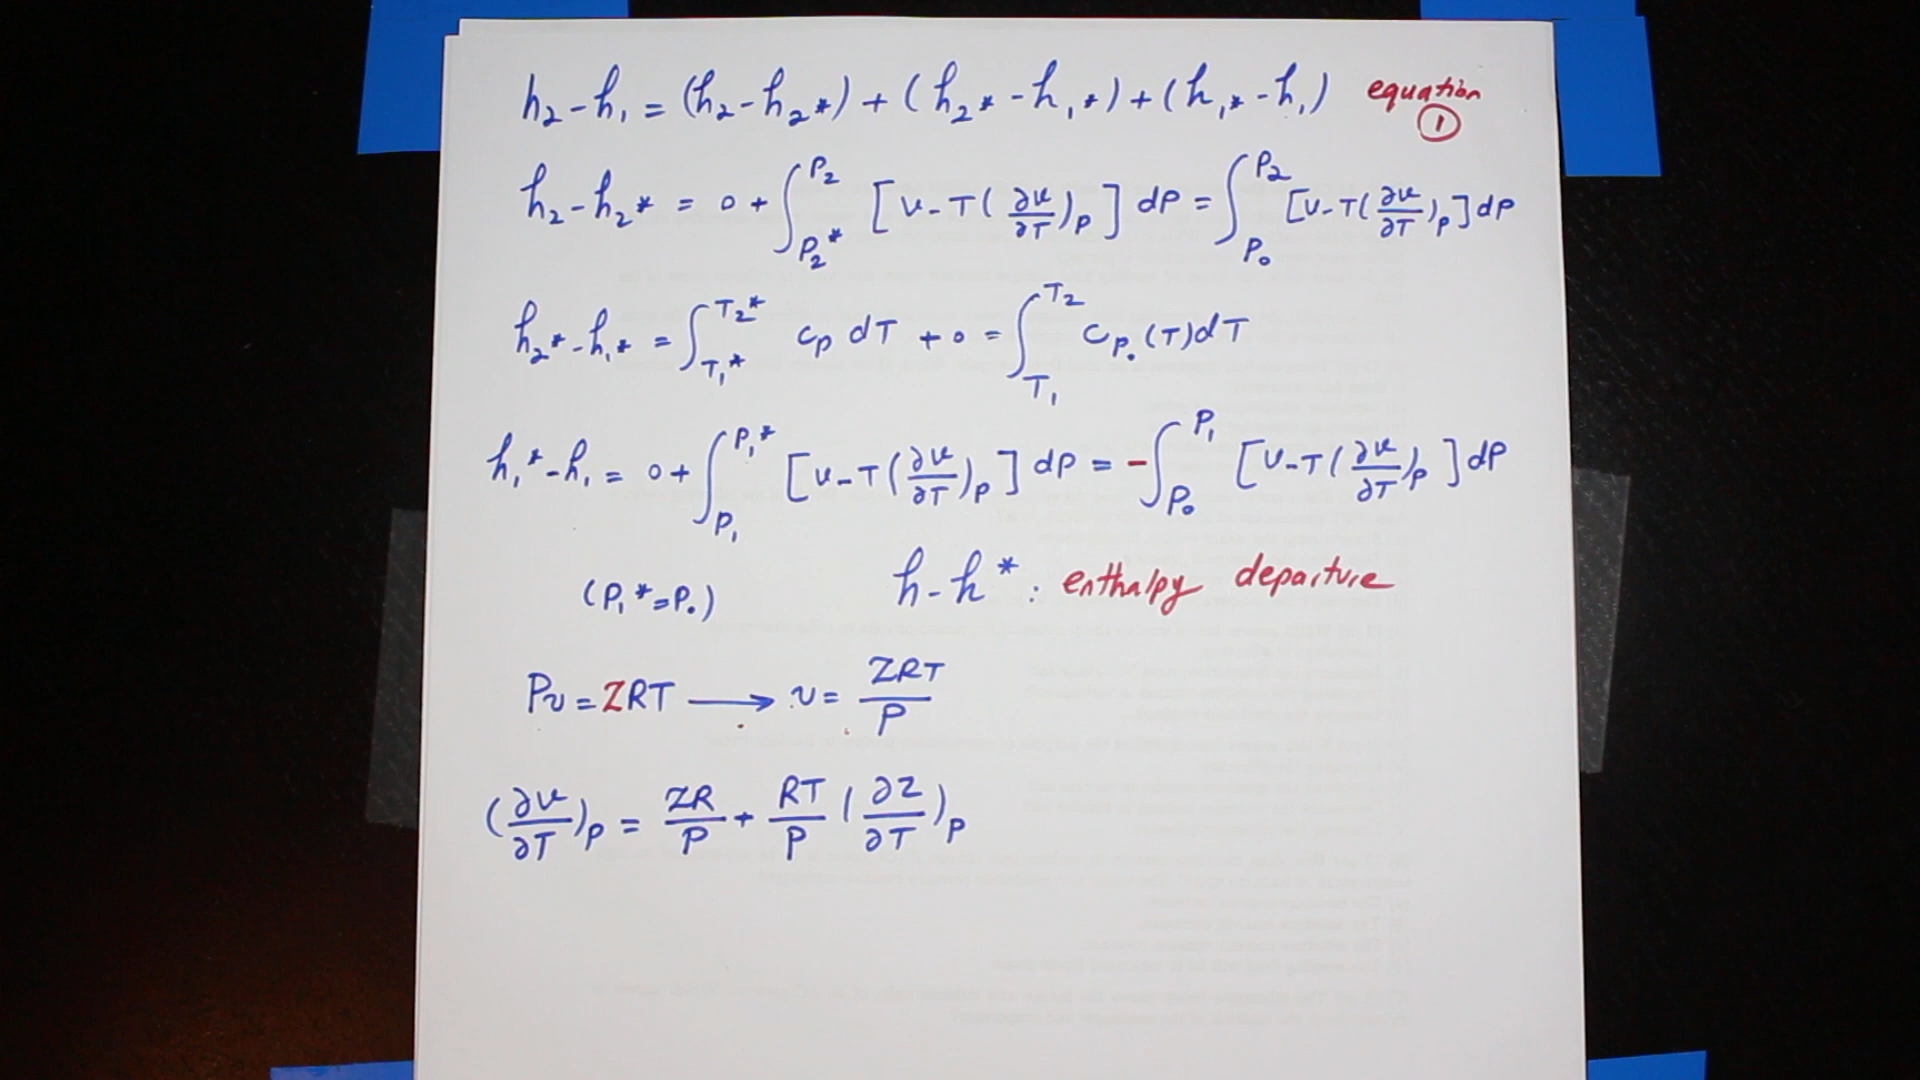 h₂-h₁ = (h₂-h₂*) + (h₂*-h₁*) + (h₁*-h₁) equation ①
h₂-h₂* = 0 + ∫_{P₂*}^{P₂} [v-T(∂v/∂T)_P] dP = ∫_{P₀}^{P₂} [v-T(∂v/∂T)_P] dP
h₂*-h₁* = ∫_{T₁*}^{T₂*} c_p dT + 0 = ∫_{T₁}^{T₂} c_{p₀}(T)dT
h₁*-h₁ = 0 + ∫_{P₁}^{P₁*} [v-T(∂v/∂T)_P] dP = -∫_{P₀}^{P₁} [v-T(∂v/∂T)_P] dP
(P₁*=P₀) h-h* : enthalpy departure
Pv = ZRT ⟶ v = ZRT/P
(∂v/∂T)_P = ZR/P + RT/P (∂Z/∂T)_P